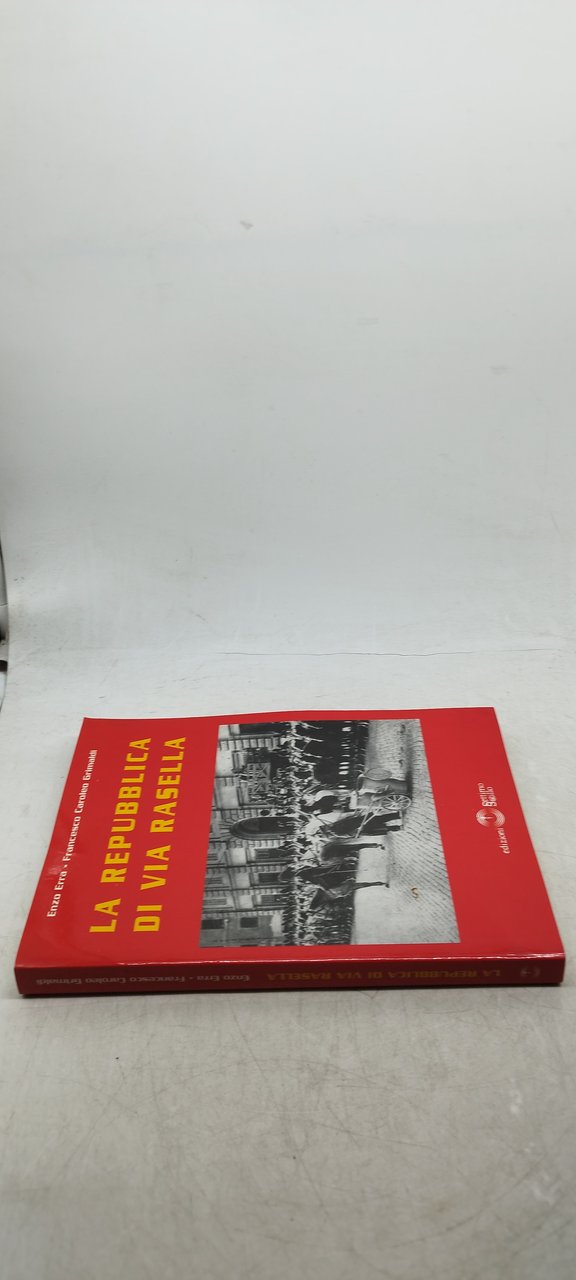 Enzo Erra • Francesco Caroleo Grimaldi
LA REPUBBLICA
DI VIA RASELLA
edizioni
Settimo
Sigillo
Enzo Erra • Francesco Caroleo Grimaldi LA REPUBBLICA DI VIA RASELLA